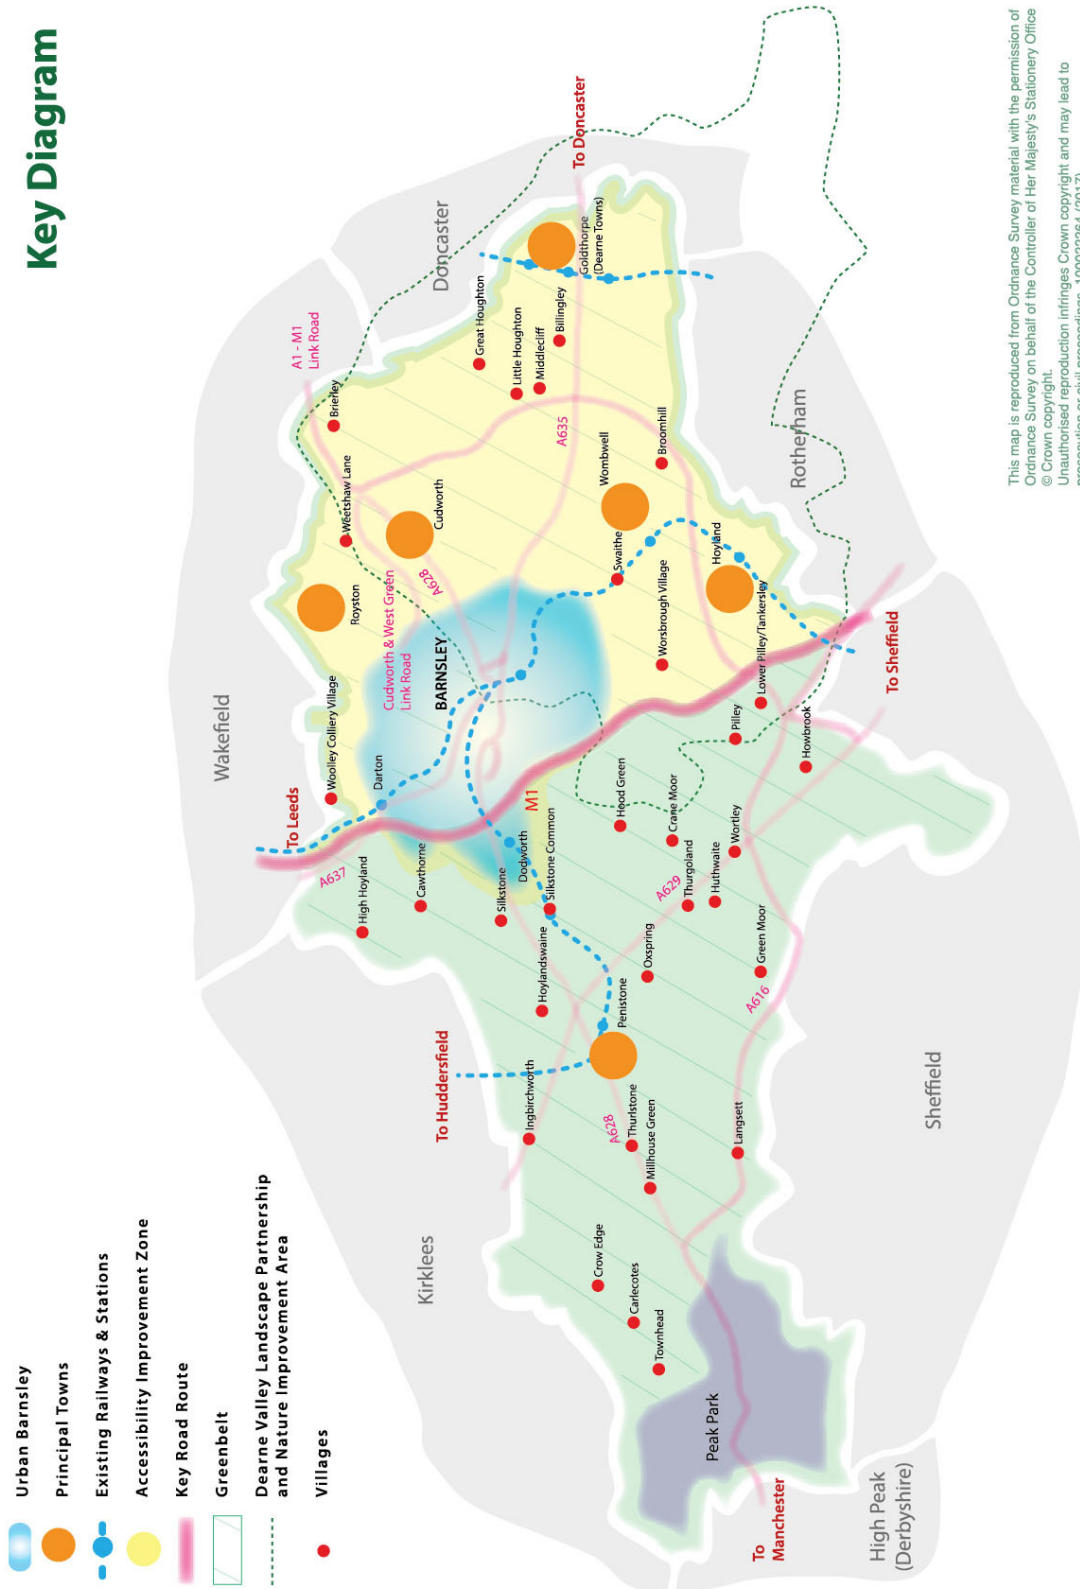 Key Diagram
Urban Barnsley
Principal Towns
Existing Railways & Stations
Accessibility Improvement Zone
Key Road Route
Greenbelt
Dearne Valley Landscape Partnership
and Nature Improvement Area
Villages
Wakefield
Doncaster
Rotherham
Sheffield
Kirklees
High Peak
(Derbyshire)
Peak Park
To Leeds
To Huddersfield
To
Manchester
To Sheffield
To Doncaster
A1 - M1
Link Road
Cudworth & West Green
Link Road
A637
A628
A635
M1
A629
A616
A628
BARNSLEY
Woolley Colliery Village
Darton
Royston
Weetshaw Lane
Brierley
Cudworth
Great Houghton
Little Houghton
Middlecliff
Billingley
Goldthorpe
(Dearne Towns)
Wombwell
Broomhill
Swaithe
Hoyland
Worsbrough Village
Lower Pilley/Tankersley
Pilley
Howbrook
High Hoyland
Cawthorne
Silkstone
Dodworth
Silkstone Common
Hoylandswaine
Hood Green
Crane Moor
Thurgoland
Huthwaite
Wortley
Oxspring
Green Moor
Penistone
Ingbirchworth
Thurlstone
Millhouse Green
Langsett
Crow Edge
Carlecotes
Townhead
This map is reproduced from Ordnance Survey material with the permission of
Ordnance Survey on behalf of the Controller of Her Majesty's Stationery Office
© Crown copyright.
Unauthorised reproduction infringes Crown copyright and may lead to